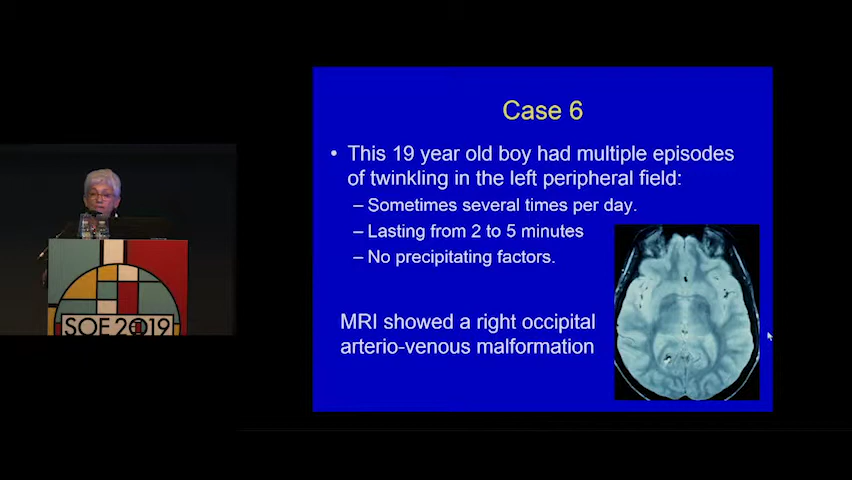 Case 6
• This 19 year old boy had multiple episodes
of twinkling in the left peripheral field:
– Sometimes several times per day.
– Lasting from 2 to 5 minutes
– No precipitating factors.
MRI showed a right occipital
arterio-venous malformation
SOE 2019